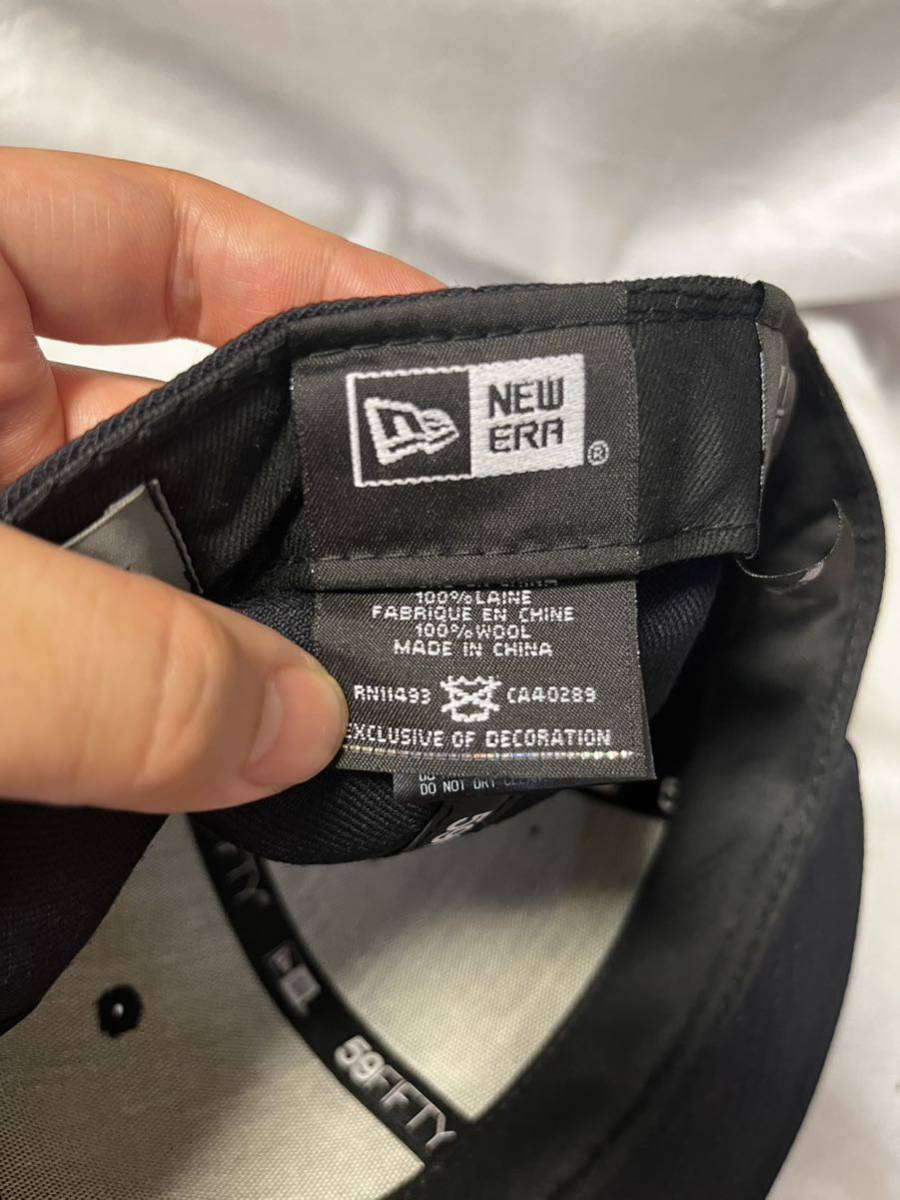 NEW
ERA
®
100%LAINE
FABRIQUE EN CHINE
100%WOOL
MADE IN CHINA
RN11493 CA40289
EXCLUSIVE OF DECORATION
DO NOT DRY CLEAN
59FIFTY